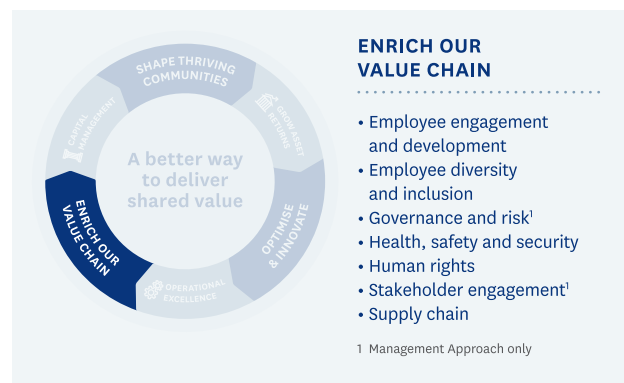 SHAPE THRIVING
COMMUNITIES
CAPITAL
MANAGEMENT
GROW ASSET
RETURNS
A better way
to deliver
shared value
ENRICH OUR
VALUE CHAIN
OPTIMISE
& INNOVATE
OPERATIONAL
EXCELLENCE
ENRICH OUR
VALUE CHAIN
• Employee engagement
and development
• Employee diversity
and inclusion
• Governance and risk¹
• Health, safety and security
• Human rights
• Stakeholder engagement¹
• Supply chain
1 Management Approach only